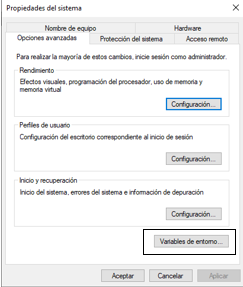 Propiedades del sistema
Nombre de equipo Hardware
Opciones avanzadas Protección del sistema Acceso remoto
Para realizar la mayoría de estos cambios, inicie sesión como administrador.
Rendimiento
Efectos visuales, programación del procesador, uso de memoria y
memoria virtual
Configuración...
Perfiles de usuario
Configuración del escritorio correspondiente al inicio de sesión
Configuración...
Inicio y recuperación
Inicio del sistema, errores del sistema e información de depuración
Configuración...
Variables de entorno...
Aceptar Cancelar Aplicar